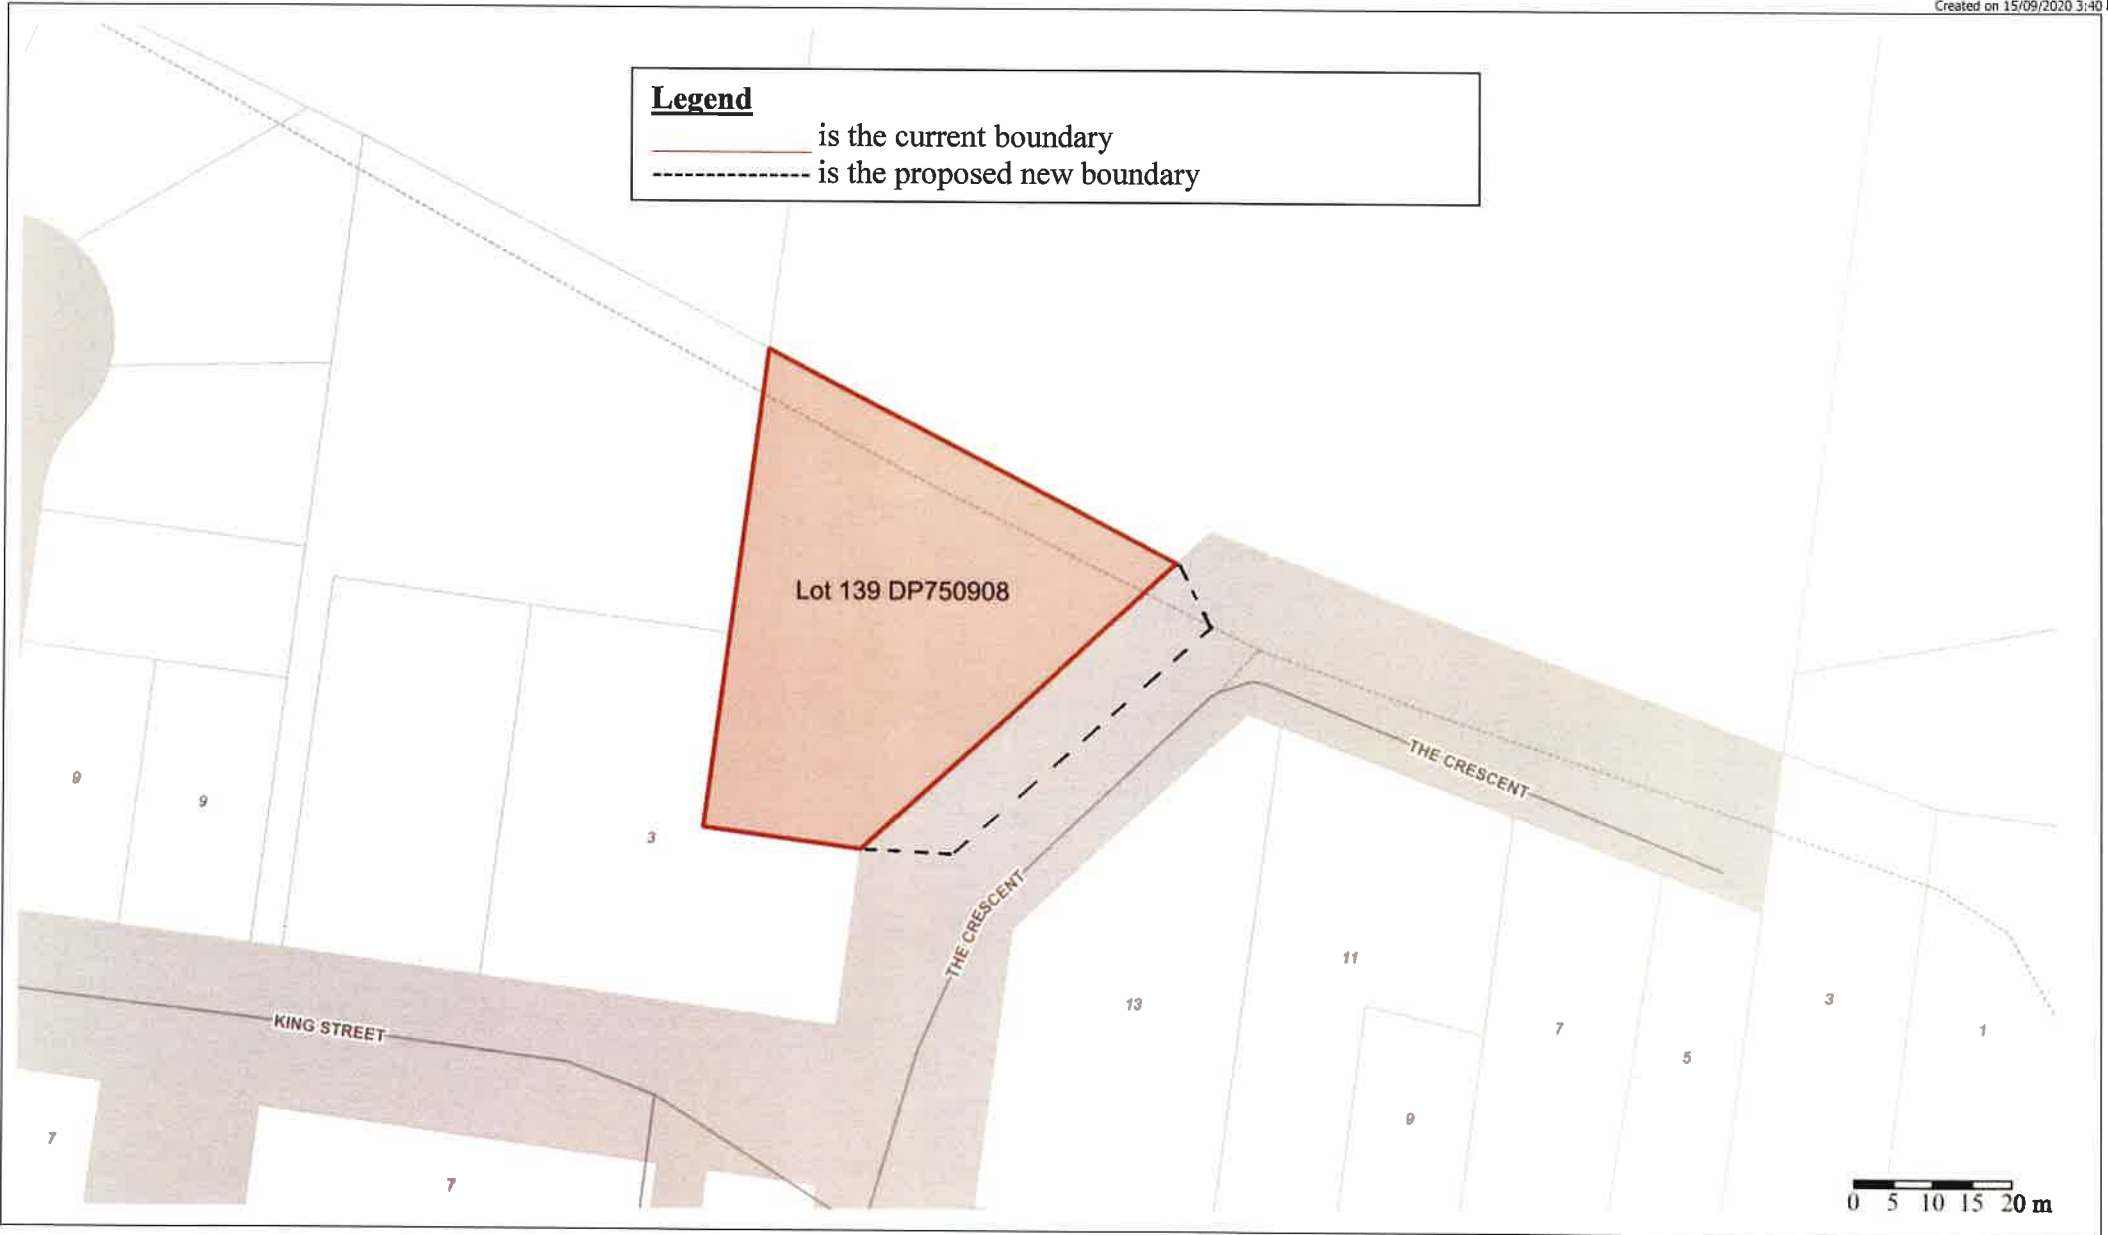 Created on 15/09/2020 3:40
Legend
is the current boundary
is the proposed new boundary
Lot 139 DP750908
THE CRESCENT
9
9
3
THE CRESCENT
11
13
3
7
1
5
KING STREET
9
7
7
0 5 10 15 20 m